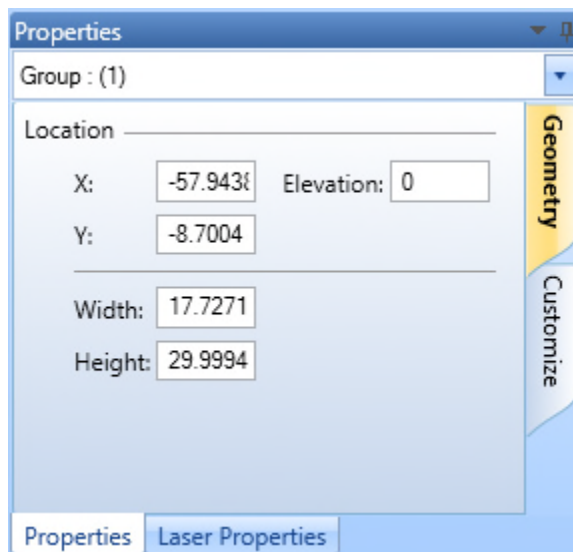 Properties
Group : (1)
Location
X: -57.9438 Elevation: 0
Y: -8.7004
Width: 17.7271
Height: 29.9994
Geometry
Customize
Properties Laser Properties